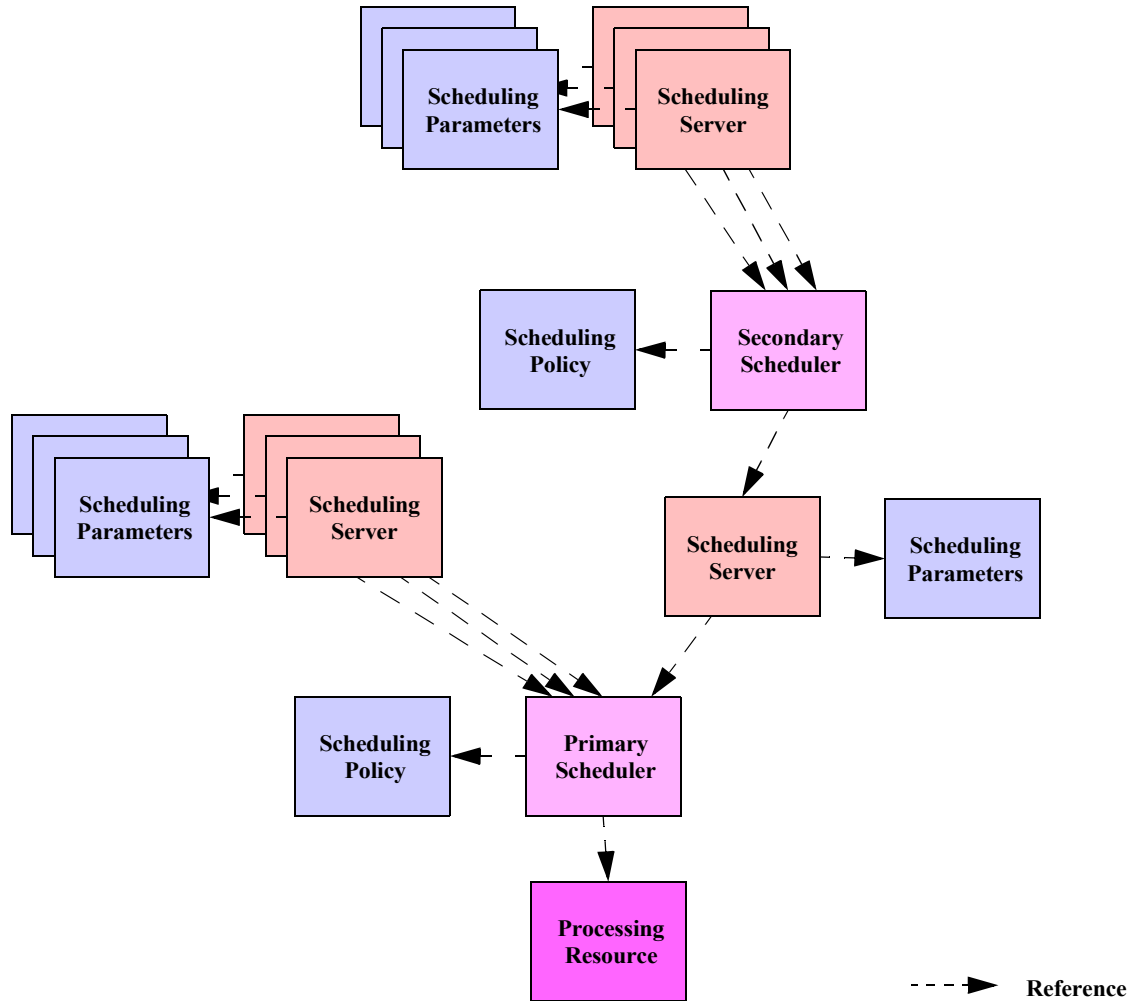 Scheduling
Parameters
Scheduling
Server
Scheduling
Policy
Secondary
Scheduler
Scheduling
Parameters
Scheduling
Server
Scheduling
Server
Scheduling
Parameters
Scheduling
Policy
Primary
Scheduler
Processing
Resource
Reference